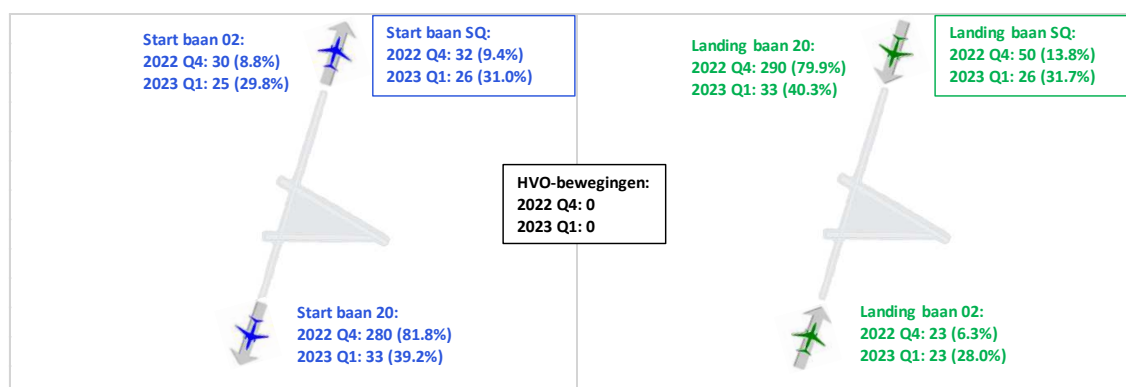 Start baan 02:
2022 Q4: 30 (8.8%)
2023 Q1: 25 (29.8%)
Start baan SQ:
2022 Q4: 32 (9.4%)
2023 Q1: 26 (31.0%)
Landing baan 20:
2022 Q4: 290 (79.9%)
2023 Q1: 33 (40.3%)
Landing baan SQ:
2022 Q4: 50 (13.8%)
2023 Q1: 26 (31.7%)
HVO-bewegingen:
2022 Q4: 0
2023 Q1: 0
Start baan 20:
2022 Q4: 280 (81.8%)
2023 Q1: 33 (39.2%)
Landing baan 02:
2022 Q4: 23 (6.3%)
2023 Q1: 23 (28.0%)